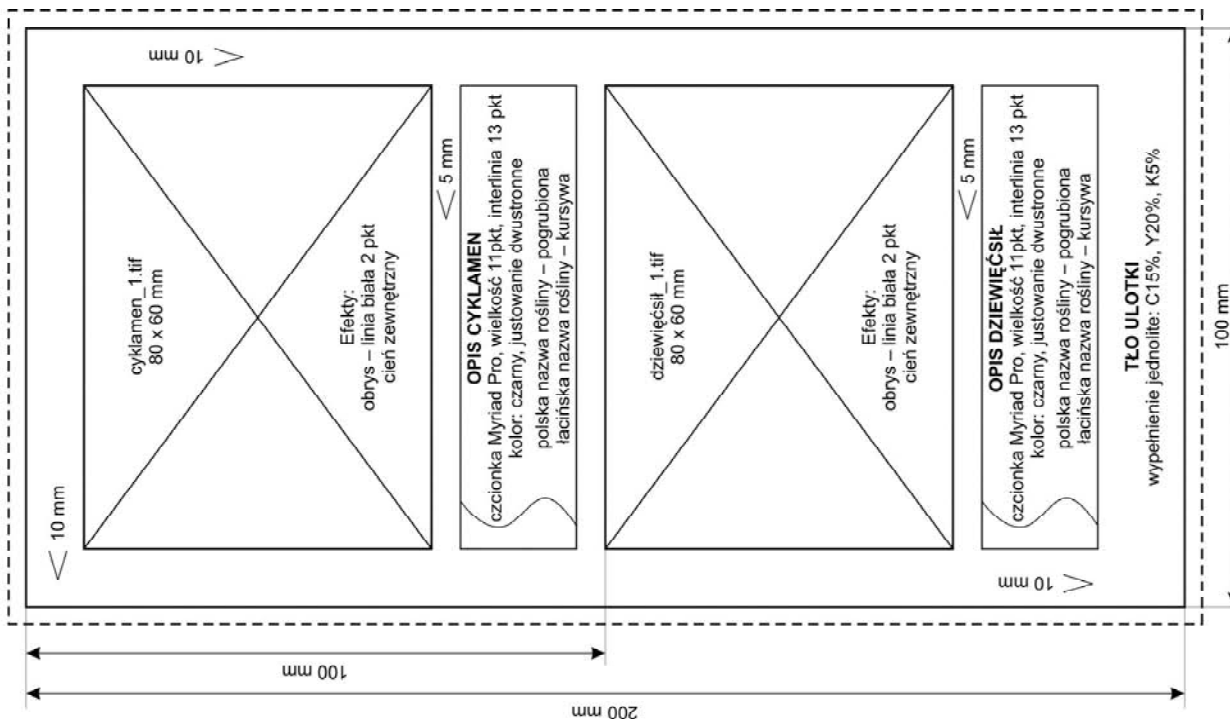 10 mm
10 mm
cyklamen_1.tif
80 x 60 mm
Efekty:
obrys – linia biała 2 pkt
cień zewnętrzny
5 mm
OPIS CYKLAMEN
czcionka Myriad Pro, wielkość 11pkt, interlinia 13 pkt
kolor: czarny, justowanie dwustronne
polska nazwa rośliny – pogrubiona
łacińska nazwa rośliny – kursywa
dziewięćsił_1.tif
80 x 60 mm
Efekty:
obrys – linia biała 2 pkt
cień zewnętrzny
5 mm
OPIS DZIEWIĘĆSIŁ
czcionka Myriad Pro, wielkość 11pkt, interlinia 13 pkt
kolor: czarny, justowanie dwustronne
polska nazwa rośliny – pogrubiona
łacińska nazwa rośliny – kursywa
10 mm
TŁO ULOTKI
wypełnienie jednolite: C15%, Y20%, K5%
100 mm
100 mm
200 mm